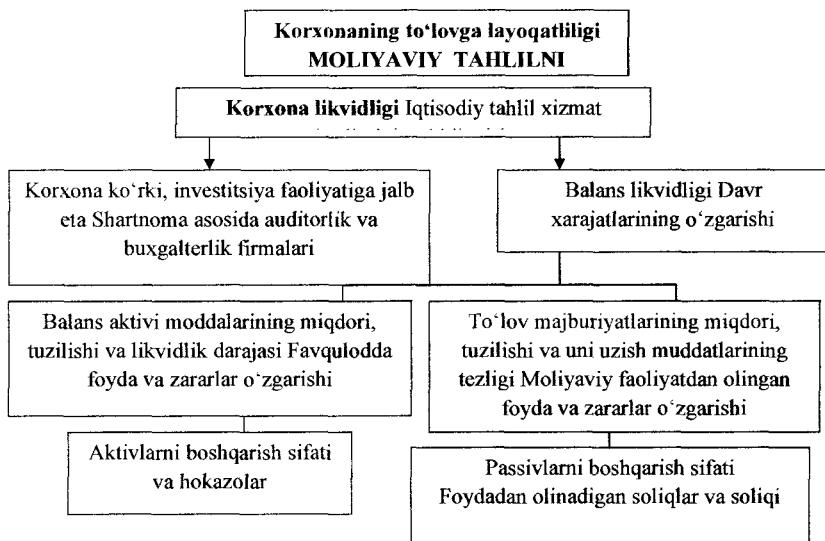 Korxonaning to‘lovga layoqatliligi
MOLIYAVIY TAHLILNI
Korxona likvidligi Iqtisodiy tahlil xizmat
Korxona ko‘rki, investitsiya faoliyatiga jalb
eta Shartnoma asosida auditorlik va
buxgalterlik firmalari
Balans likvidligi Davr
xarajatlarining o‘zgarishi
Balans aktivi moddalarining miqdori,
tuzilishi va likvidlik darajasi Favqulodda
foyda va zararlar o‘zgarishi
To‘lov majburiyatlarining miqdori,
tuzilishi va uni uzish muddatlarining
tezligi Moliyaviy faoliyatdan olingan
foyda va zararlar o‘zgarishi
Aktivlarni boshqarish sifati
va hokazolar
Passivlarni boshqarish sifati
Foydadan olinadigan soliqlar va soliqi